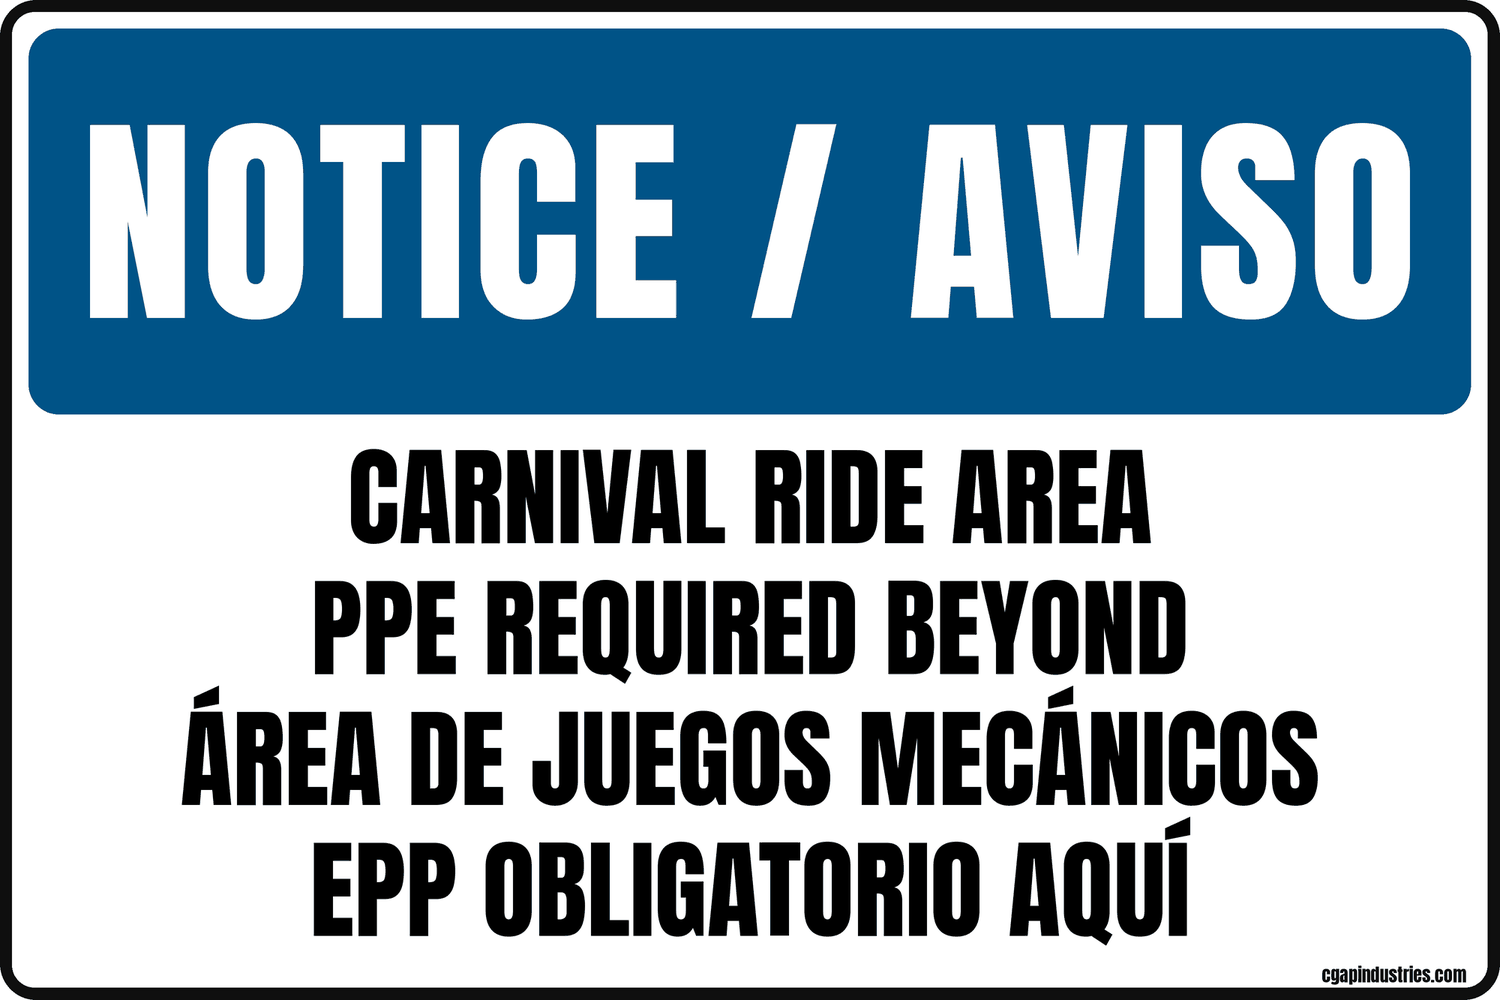 NOTICE / AVISO
CARNIVAL RIDE AREA
PPE REQUIRED BEYOND
ÁREA DE JUEGOS MECÁNICOS
EPP OBLIGATORIO AQUÍ
cgapindustries.com